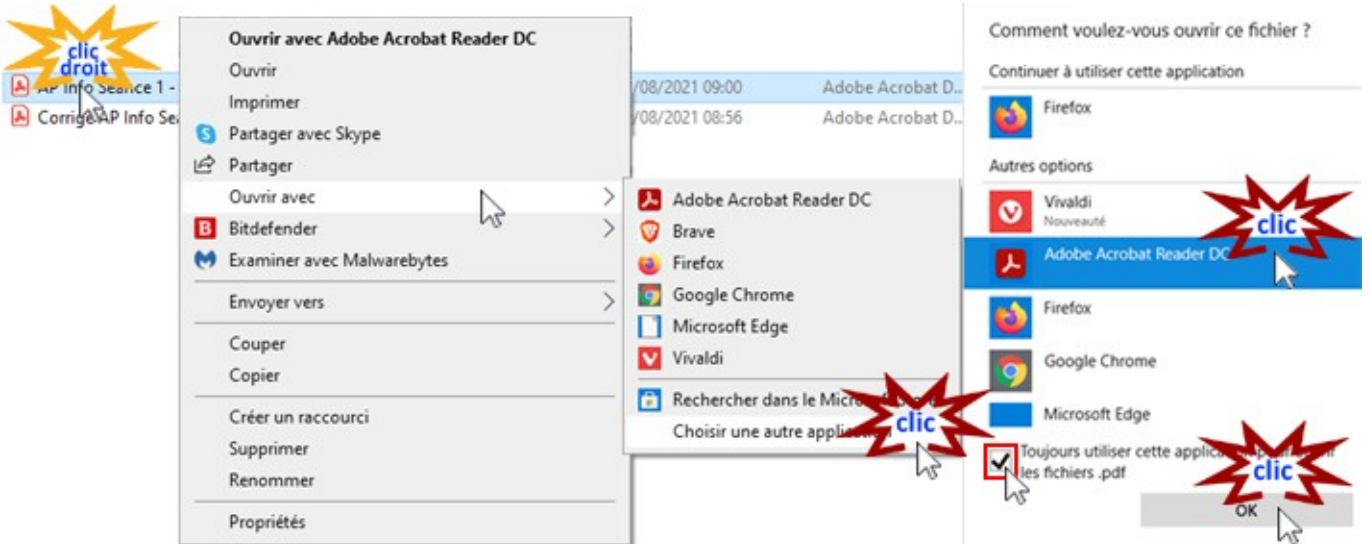 clic
droit
AP Info Séance 1 -
/08/2021 09:00
Adobe Acrobat D...
Corrigé AP Info Séa
/08/2021 08:56
Adobe Acrobat D...
Ouvrir avec Adobe Acrobat Reader DC
Ouvrir
Imprimer
Partager avec Skype
Partager
Ouvrir avec
Bitdefender
Examiner avec Malwarebytes
Envoyer vers
Couper
Copier
Créer un raccourci
Supprimer
Renommer
Propriétés
Adobe Acrobat Reader DC
Brave
Firefox
Google Chrome
Microsoft Edge
Vivaldi
Rechercher dans le
Choisir une autre application
clic
Comment voulez-vous ouvrir ce fichier ?
Continuer à utiliser cette application
Firefox
Autres options
Vivaldi
Nouveauté
clic
Adobe Acrobat Reader DC
Firefox
Google Chrome
Microsoft Edge
Toujours utiliser cette
les fichiers .pdf
clic
OK